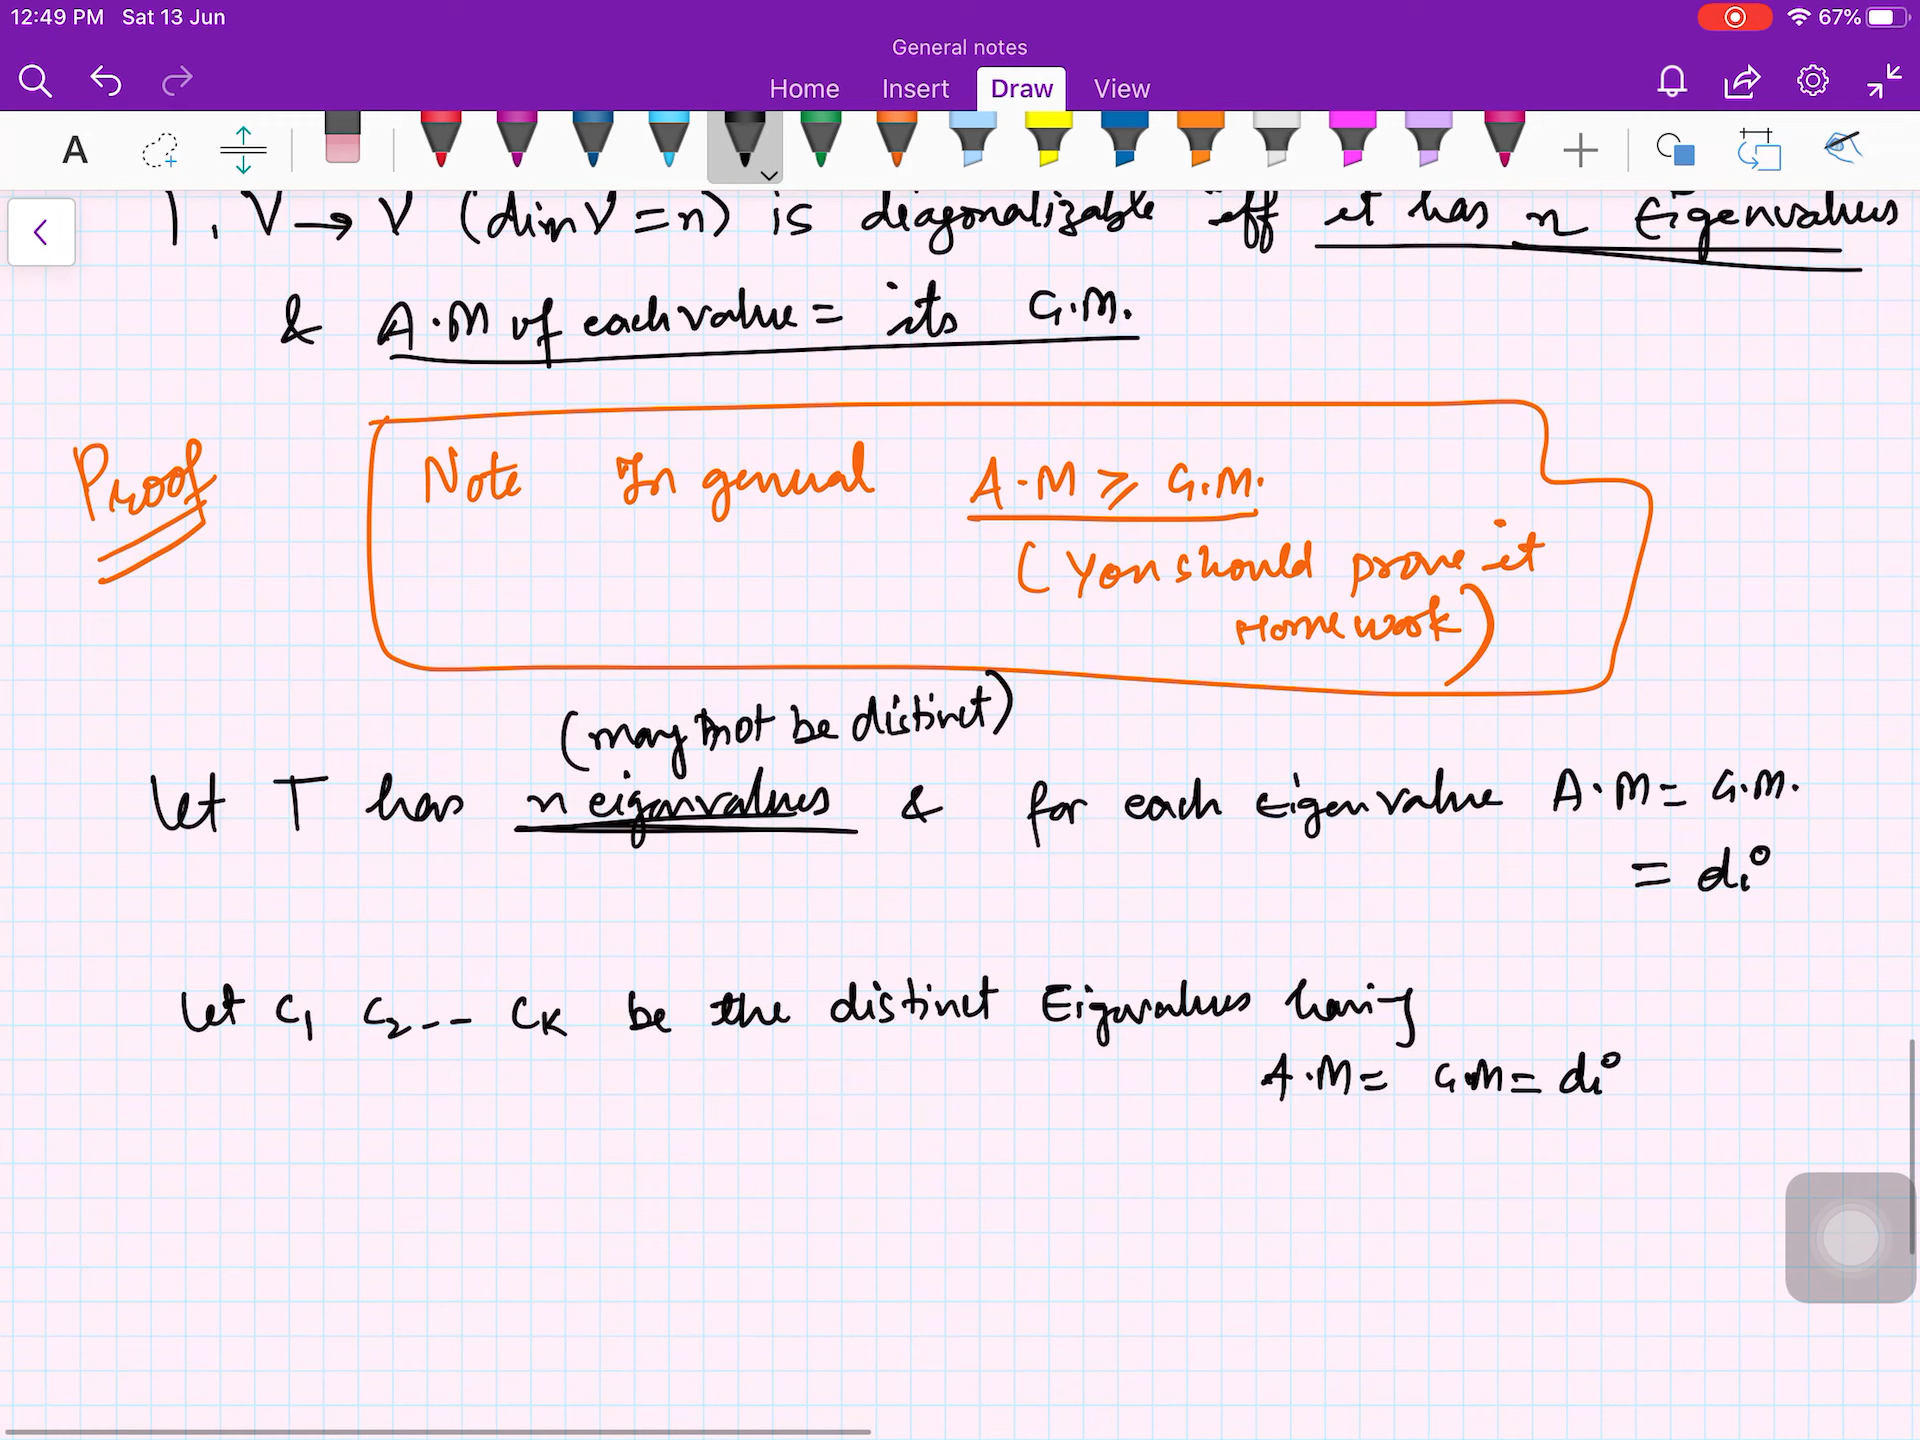 12:49 PM Sat 13 Jun
67%
General notes
Home Insert Draw View
A
T : V → V (dim V = n) is diagonalizable iff it has n Eigenvalues
& A.M of each value = its G.M.
Proof
Note In general A.M ≥ G.M.
(You should prove it
Home work)
(may not be distinct)
Let T has n eigenvalues & for each Eigenvalue A.M = G.M.
= di
Let C1 C2 -- CK be the distinct Eigenvalues having
A.M = G.M = di